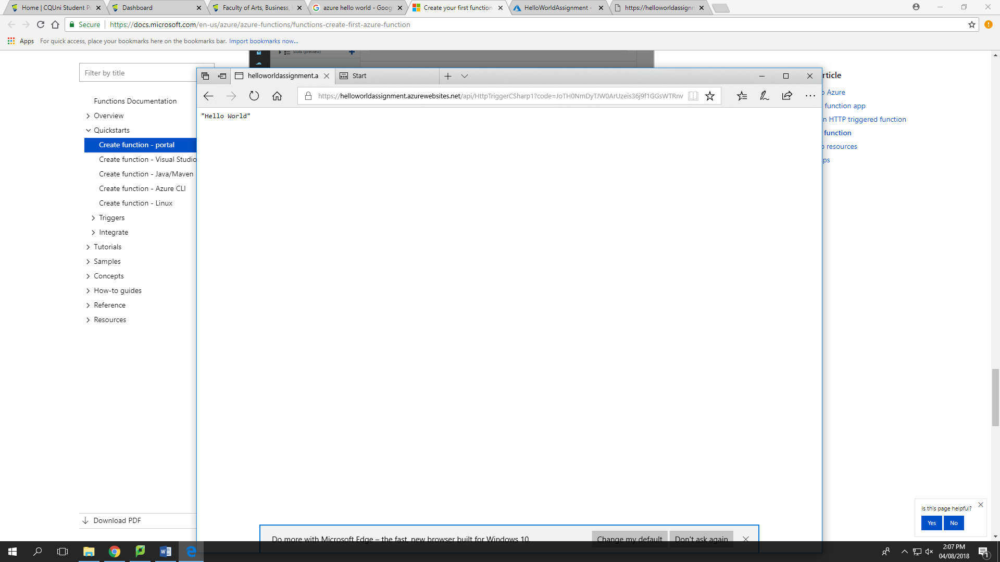 Home | CQUni Student Po
Dashboard
Faculty of Arts, Business,
azure hello world - Goog
Create your first function
HelloWorldAssignment -
https://helloworldassignm
Secure
https://docs.microsoft.com/en-us/azure/azure-functions/functions-create-first-azure-function
Apps
For quick access, place your bookmarks here on the bookmarks bar. Import bookmarks now...
Slots (preview)
Filter by title
Functions Documentation
Overview
Quickstarts
Create function - portal
Create function - Visual Studio
Create function - Java/Maven
Create function - Azure CLI
Create function - Linux
Triggers
Integrate
Tutorials
Samples
Concepts
How-to guides
Reference
Resources
Download PDF
helloworldassignment.a
Start
https://helloworldassignment.azurewebsites.net/api/HttpTriggerCSharp1?code=JoTH0NmDyTJW0ArUzeis36j9f1GGsWTRnv
"Hello World"
Do more with Microsoft Edge – the fast, new browser built for Windows 10.
Change my default
Don't ask again
rticle
o Azure
function app
n HTTP triggered function
function
o resources
ps
Is this page helpful?
Yes
No
2:07 PM
04/08/2018
1